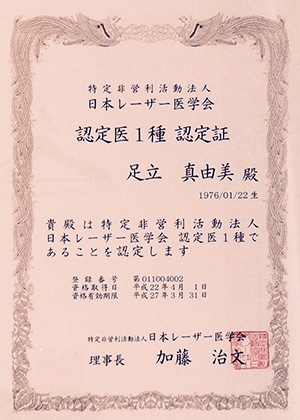 特定非営利活動法人
日本レーザー医学会
認定医1種 認定証
足立 真由美 殿
1976/01/22 生
貴殿は特定非営利活動法人
日本レーザー医学会 認定医1種で
あることを認定します
登録番号 第011004002
資格取得日 平成22年4月1日
資格有効期限 平成27年3月31日
特定非営利活動法人日本レーザー医学会
理事長 加藤 治文